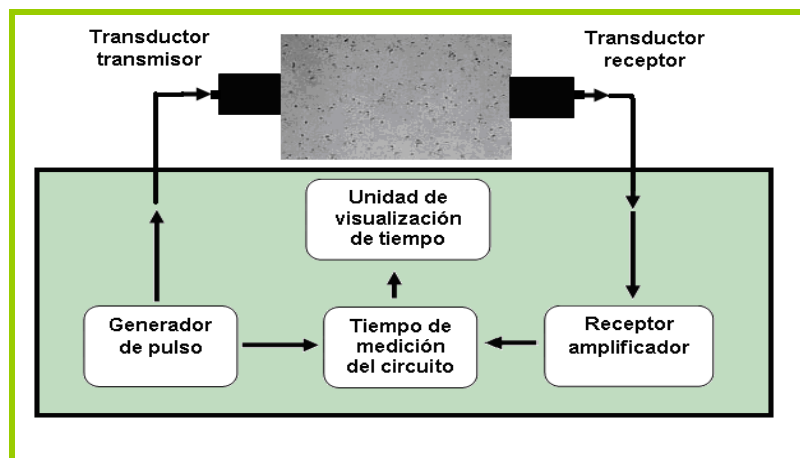 Transductor
transmisor
Transductor
receptor
Unidad de
visualización
de tiempo
Generador
de pulso
Tiempo de
medición
del circuito
Receptor
amplificador